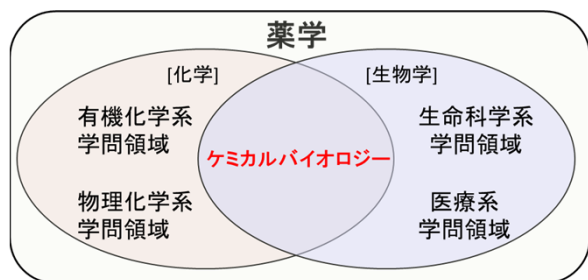 薬学
[化学]
[生物学]
有機化学系
学問領域
物理化学系
学問領域
ケミカルバイオロジー
生命科学系
学問領域
医療系
学問領域